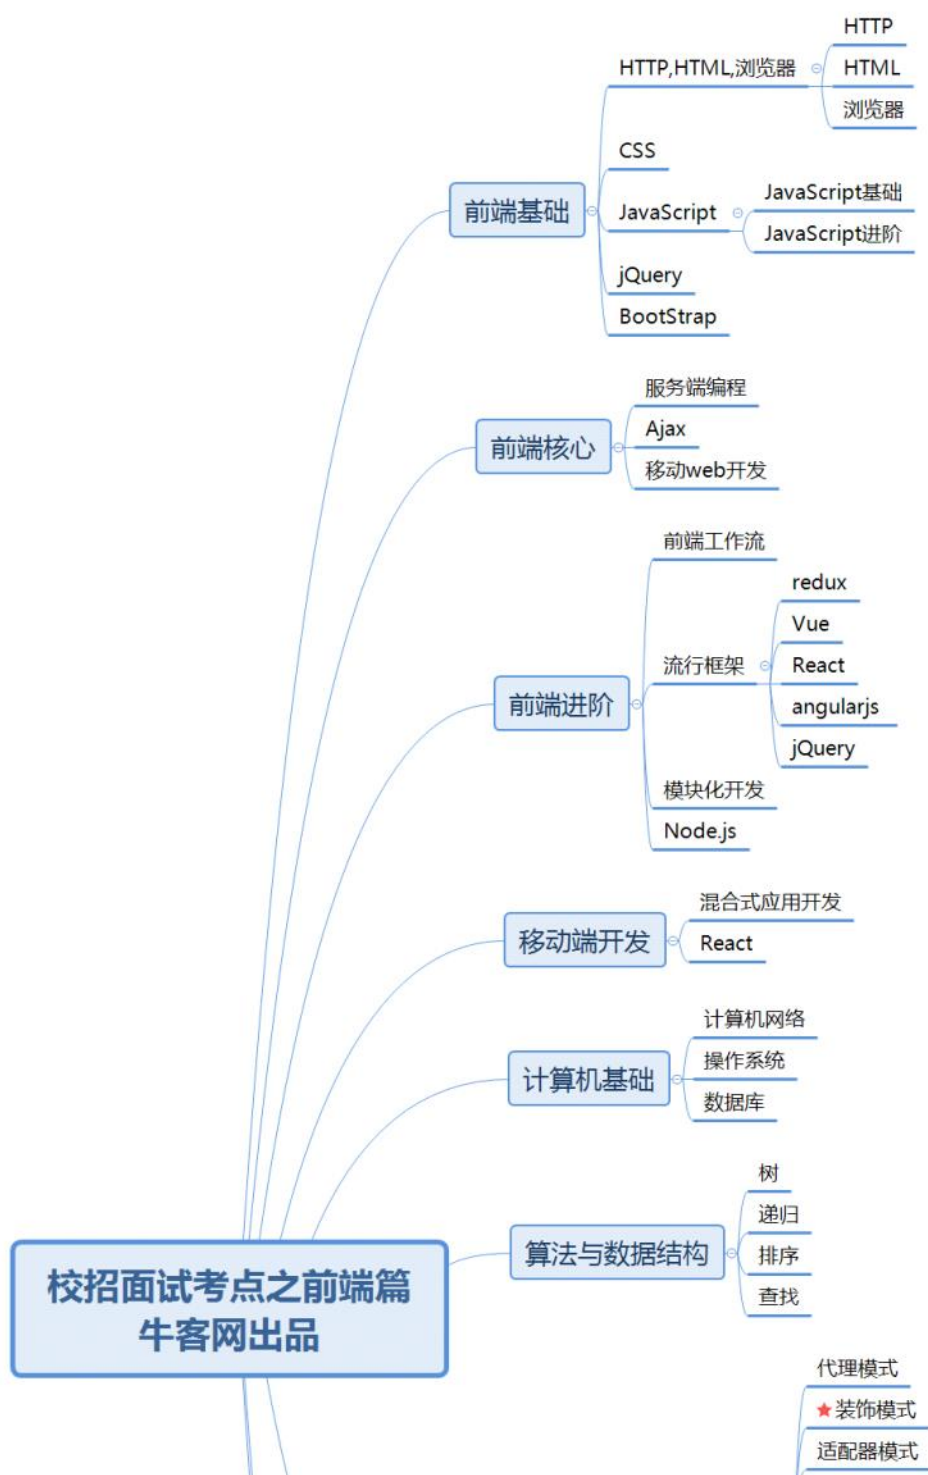 HTTP
HTTP,HTML,浏览器
HTML
浏览器
CSS
前端基础
JavaScript
JavaScript基础
JavaScript进阶
jQuery
BootStrap
服务端编程
前端核心
Ajax
移动web开发
前端工作流
redux
Vue
流行框架
React
前端进阶
angularjs
jQuery
模块化开发
Node.js
混合式应用开发
移动端开发
React
计算机网络
计算机基础
操作系统
数据库
树
递归
算法与数据结构
排序
查找
校招面试考点之前端篇
牛客网出品
代理模式
装饰模式
适配器模式